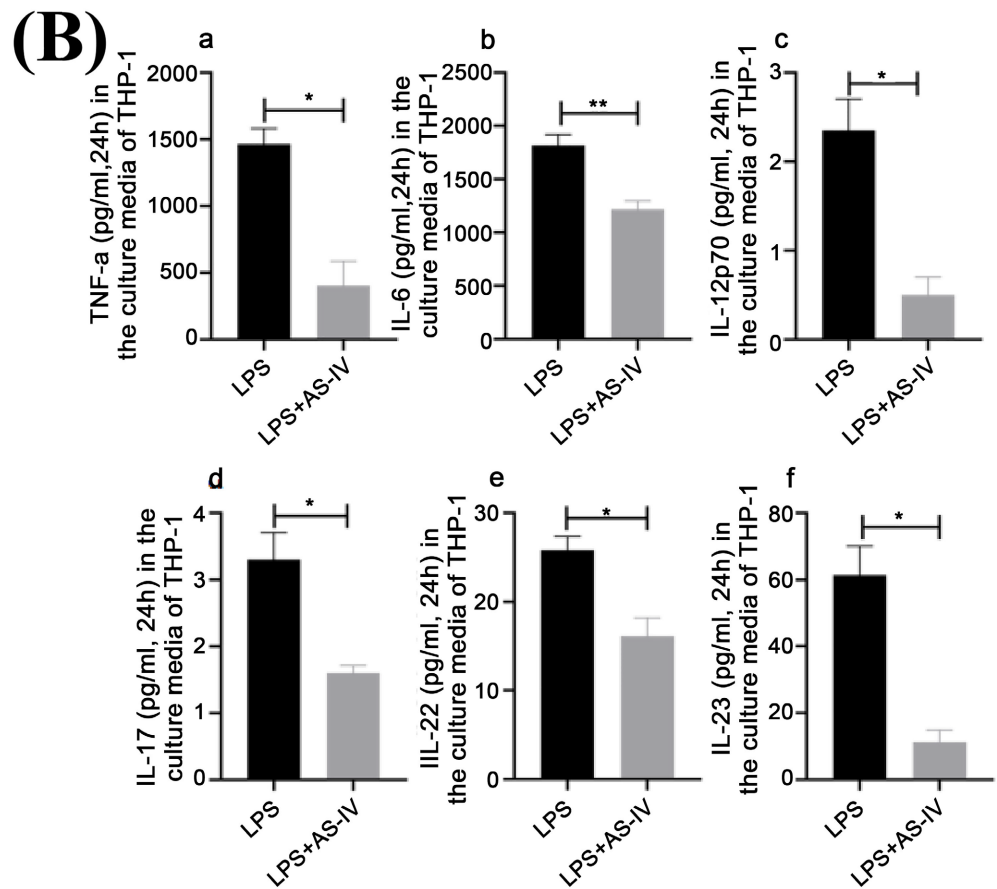 (B)
a
TNF-a (pg/ml,24h) in
the culture media of THP-1
2000
1500
1000
500
0
*
LPS
LPS+AS-IV
b
IL-6 (pg/ml,24h) in the
culture media of THP-1
2500
2000
1500
1000
500
0
**
LPS
LPS+AS-IV
c
IL-12p70 (pg/ml, 24h) in
the culture media of THP-1
3
2
1
0
*
LPS
LPS+AS-IV
d
IL-17 (pg/ml, 24h) in the
culture media of THP-1
4
3
2
1
0
*
LPS
LPS+AS-IV
e
IIL-22 (pg/ml, 24h) in
the culture media of THP-1
30
20
10
0
*
LPS
LPS+AS-IV
f
IL-23 (pg/ml, 24h) in
the culture media of THP-1
80
60
40
20
0
*
LPS
LPS+AS-IV